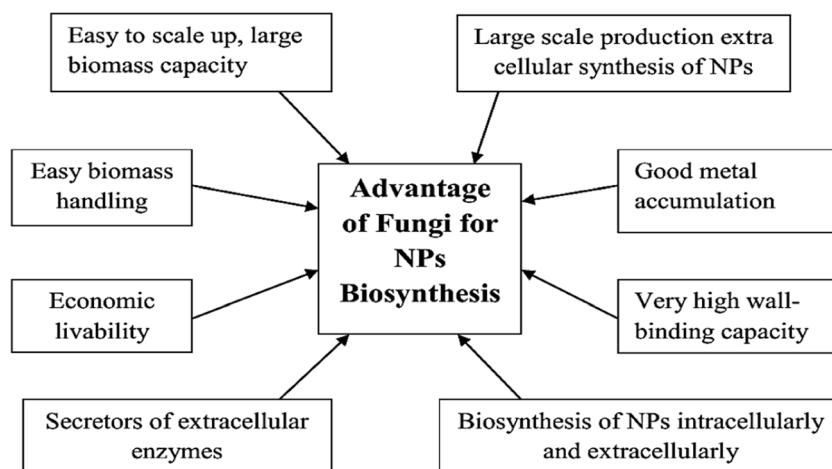 Easy to scale up, large
biomass capacity
Large scale production extra
cellular synthesis of NPs
Easy biomass
handling
Advantage
of Fungi for
NPs
Biosynthesis
Good metal
accumulation
Economic
livability
Very high wall-
binding capacity
Secretors of extracellular
enzymes
Biosynthesis of NPs intracellularly
and extracellularly